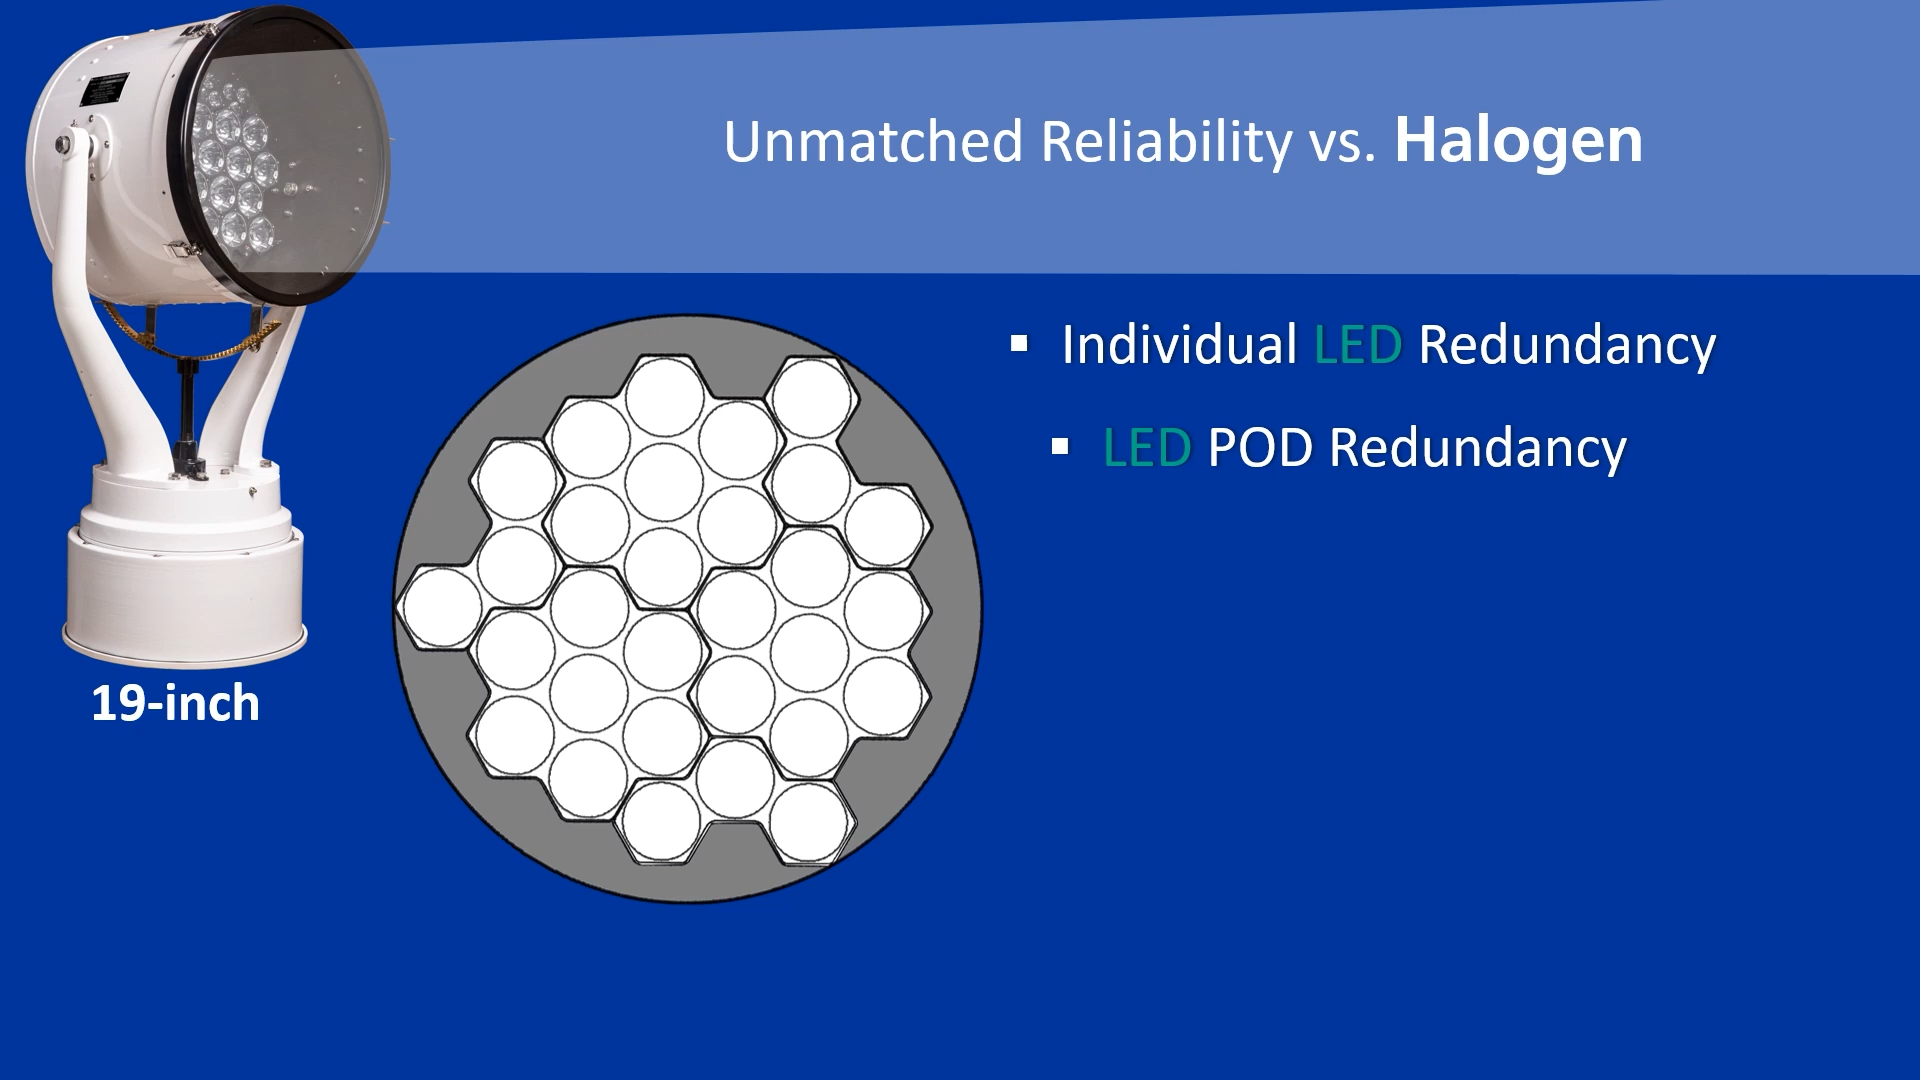 Unmatched Reliability vs. Halogen
▪ Individual LED Redundancy
▪ LED POD Redundancy
19-inch